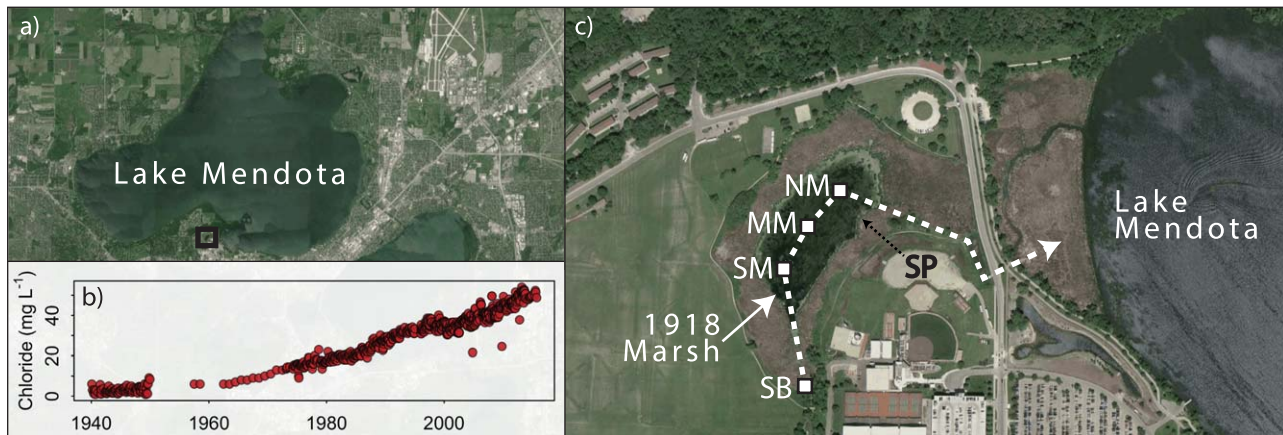 a)
Lake Mendota
b)
Chloride (mg L⁻¹)
40
20
0
1940
1960
1980
2000
c)
NM
MM
SM
SP
1918
Marsh
SB
Lake
Mendota